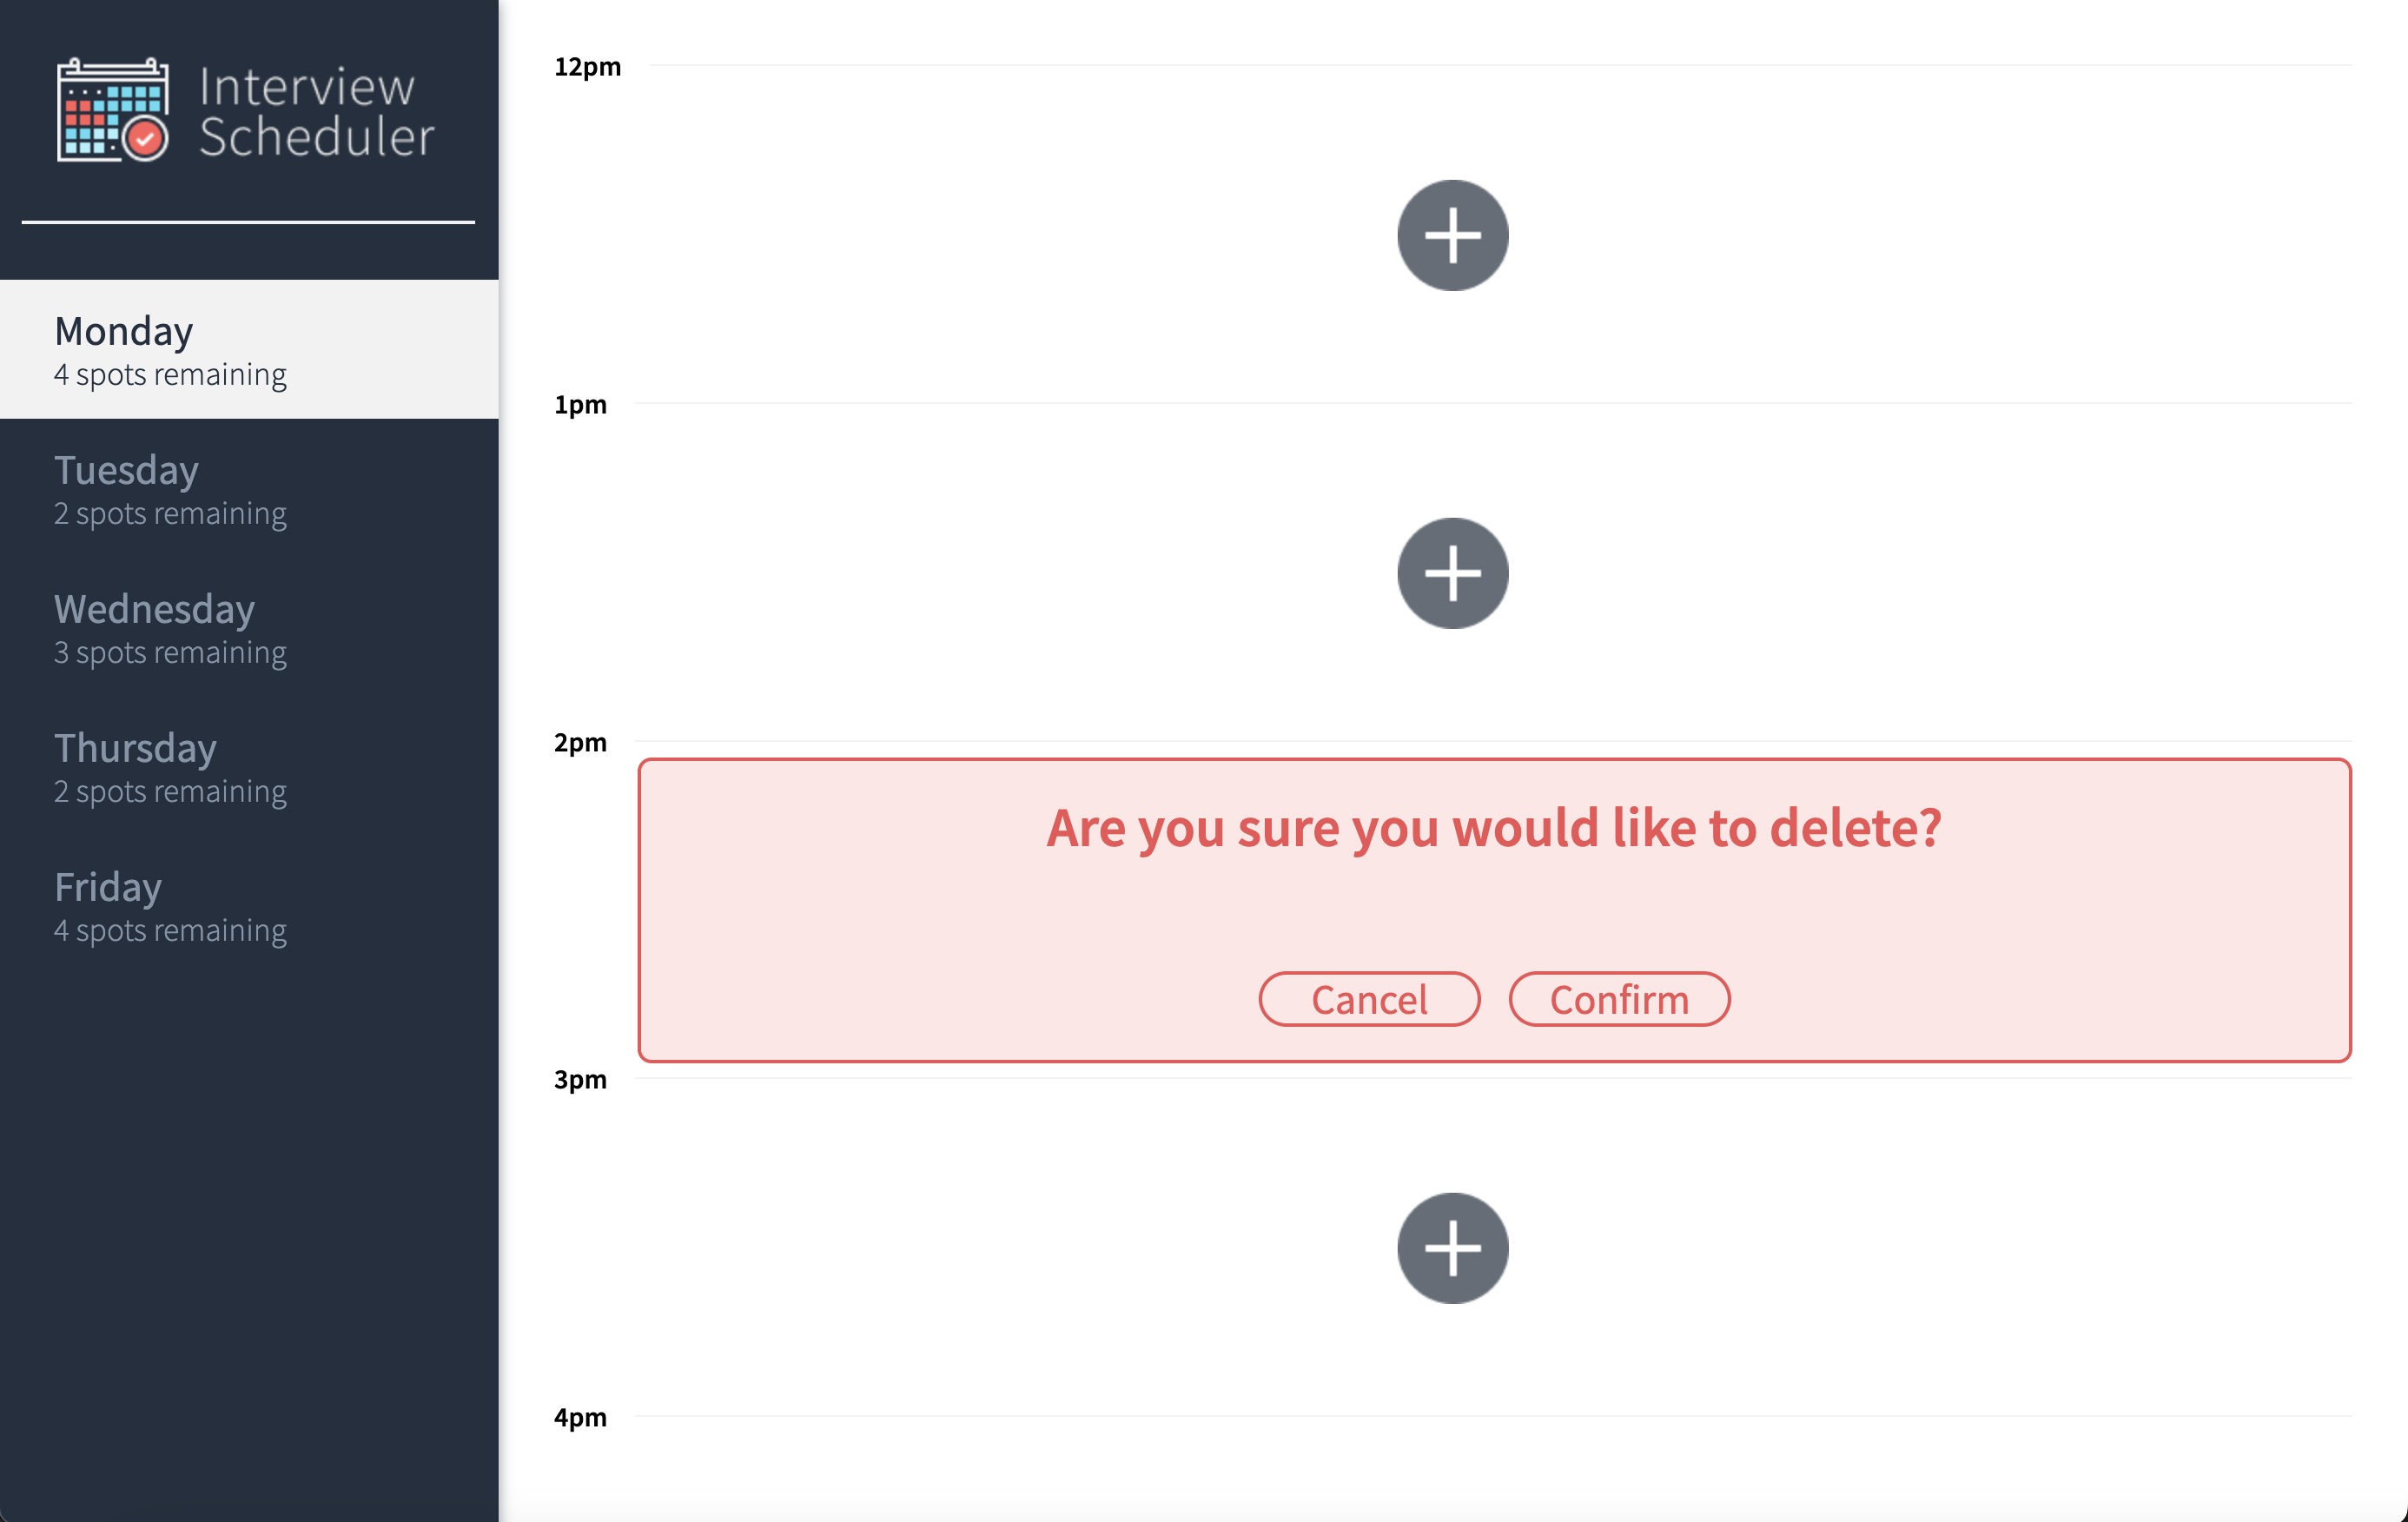 Interview
Scheduler
Monday
4 spots remaining
Tuesday
2 spots remaining
Wednesday
3 spots remaining
Thursday
2 spots remaining
Friday
4 spots remaining
12pm
1pm
2pm
Are you sure you would like to delete?
Cancel Confirm
3pm
4pm